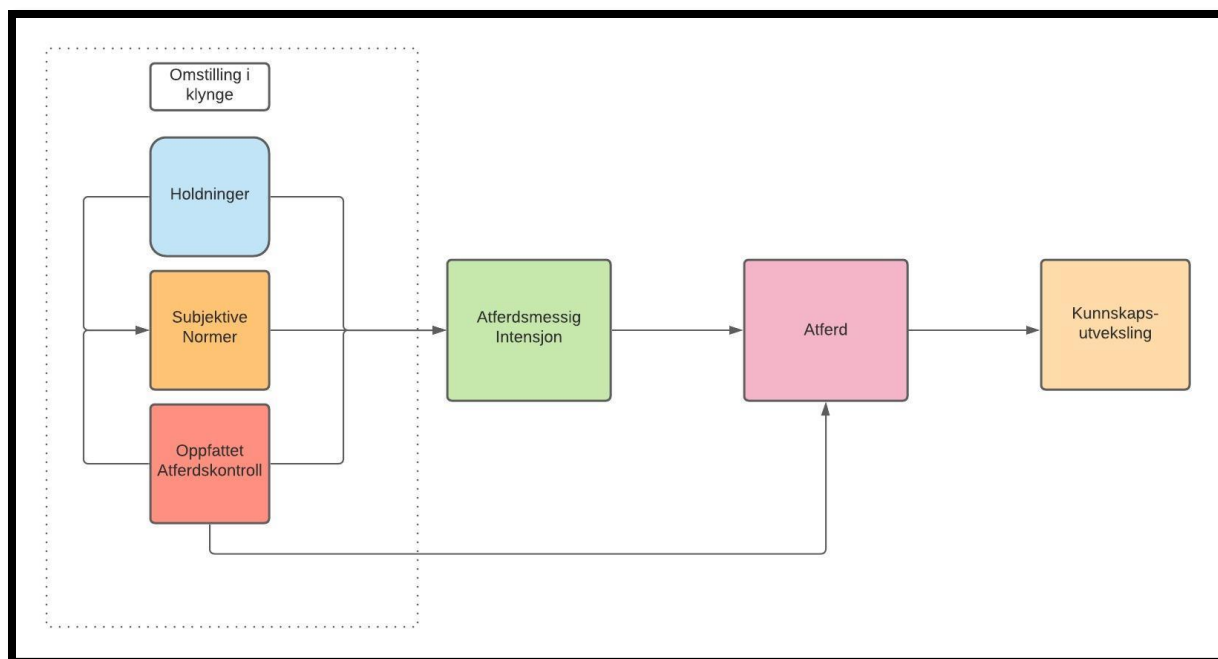 Omstilling i
klynge
Holdninger
Subjektive
Normer
Oppfattet
Atferdskontroll
Atferdsmessig
Intensjon
Atferd
Kunnskaps-
utveksling